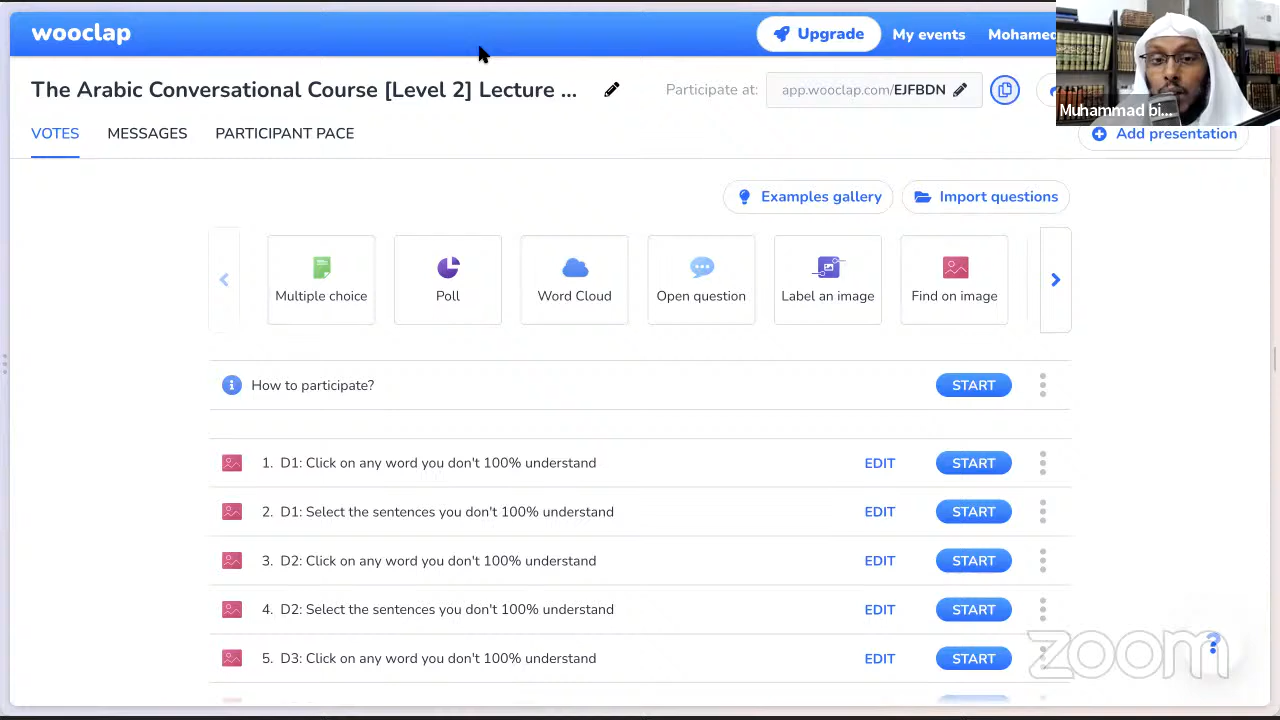 wooclap
Upgrade
My events
Mohamed
The Arabic Conversational Course [Level 2] Lecture ...
Participate at:
app.wooclap.com/EJFBDN
Muhammad bi...
VOTES
MESSAGES
PARTICIPANT PACE
Add presentation
Examples gallery
Import questions
Multiple choice
Poll
Word Cloud
Open question
Label an image
Find on image
How to participate?
START
1. D1: Click on any word you don't 100% understand
EDIT
START
2. D1: Select the sentences you don't 100% understand
EDIT
START
3. D2: Click on any word you don't 100% understand
EDIT
START
4. D2: Select the sentences you don't 100% understand
EDIT
START
5. D3: Click on any word you don't 100% understand
EDIT
START
zoom
?